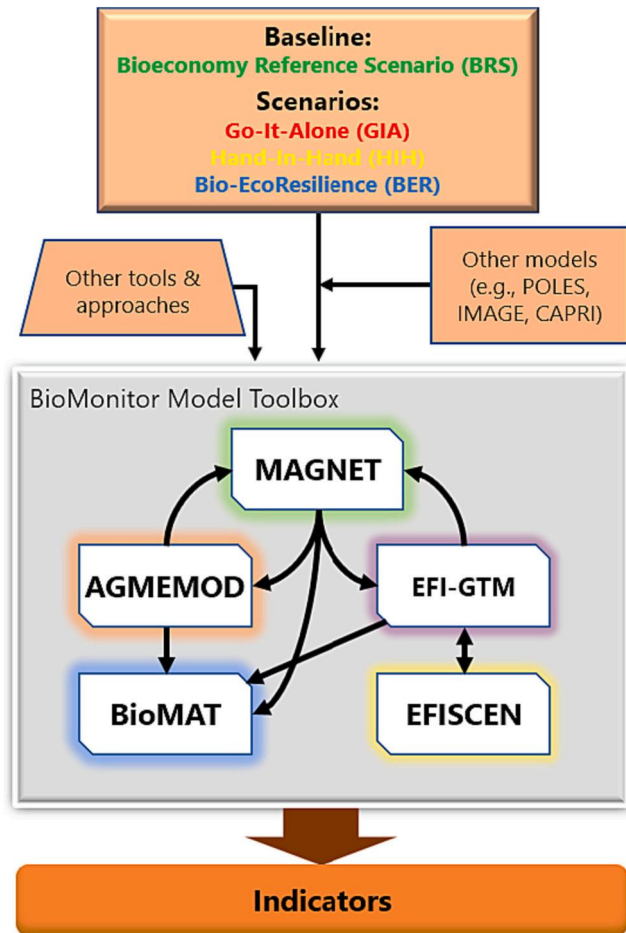 Baseline:
Bioeconomy Reference Scenario (BRS)
Scenarios:
Go-It-Alone (GIA)
Hand-In-Hand (HIH)
Bio-EcoResilience (BER)
Other tools &
approaches
Other models
(e.g., POLES,
IMAGE, CAPRI)
BioMonitor Model Toolbox
MAGNET
AGMEMOD
EFI-GTM
BioMAT
EFISCEN
Indicators